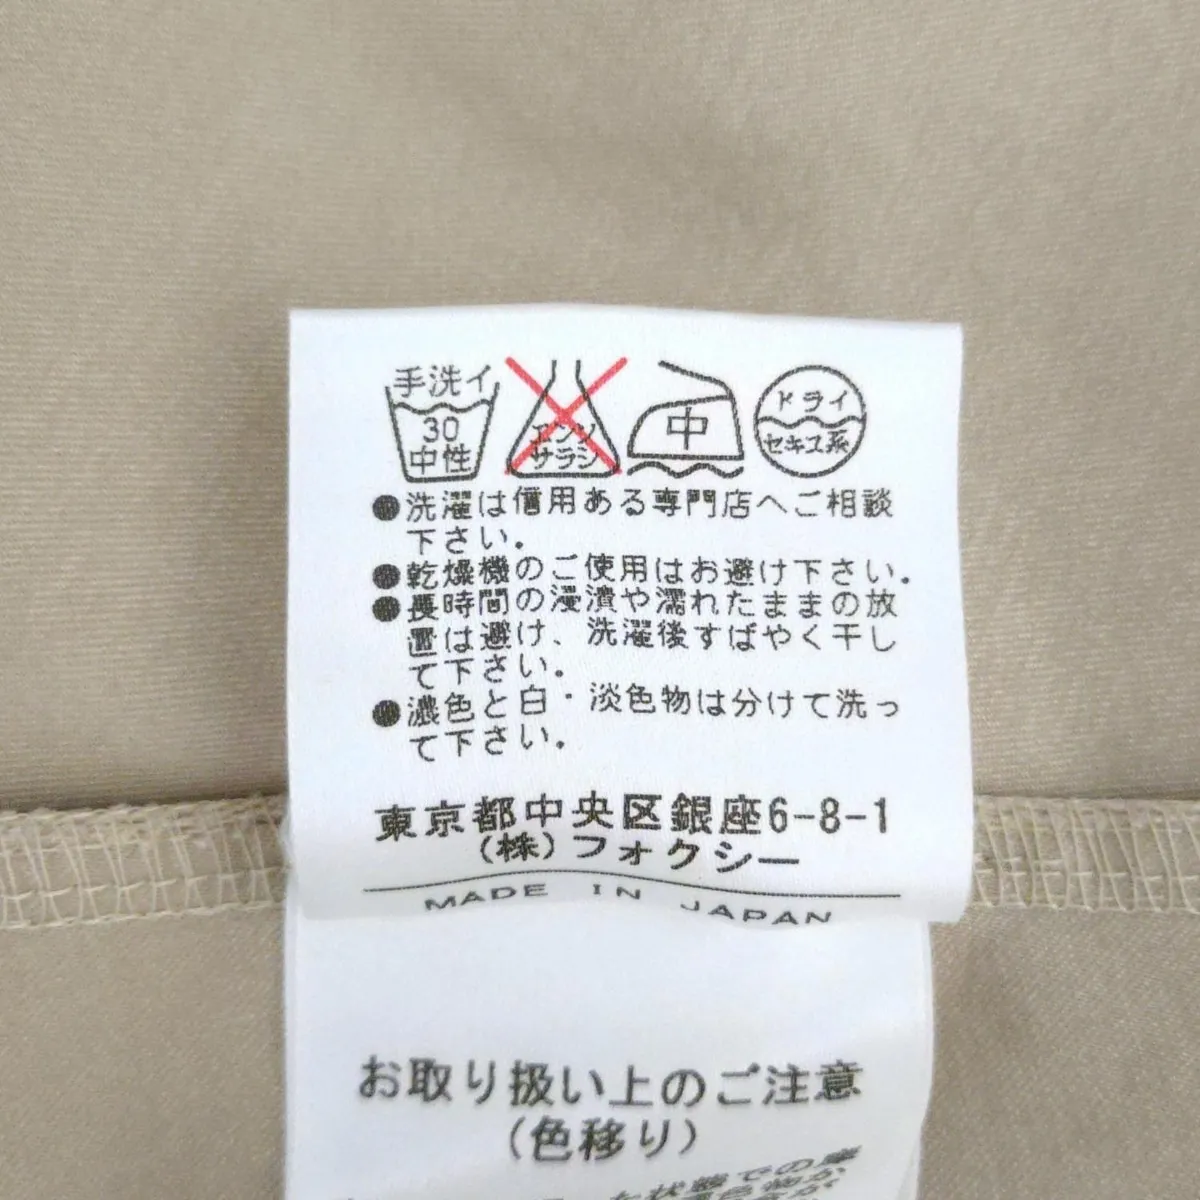 手洗イ
30
中性
エンソ
サラシ
中
ドライ
セキユ系
●洗濯は信用ある専門店へご相談
下さい。
●乾燥機のご使用はお避け下さい。
●長時間の浸漬や濡れたままの放
置は避け、洗濯後すばやく干し
て下さい。
●濃色と白・淡色物は分けて洗っ
て下さい。
東京都中央区銀座6-8-1
(株)フォクシー
MADE IN JAPAN
お取り扱い上のご注意
(色移り)
た状態での摩